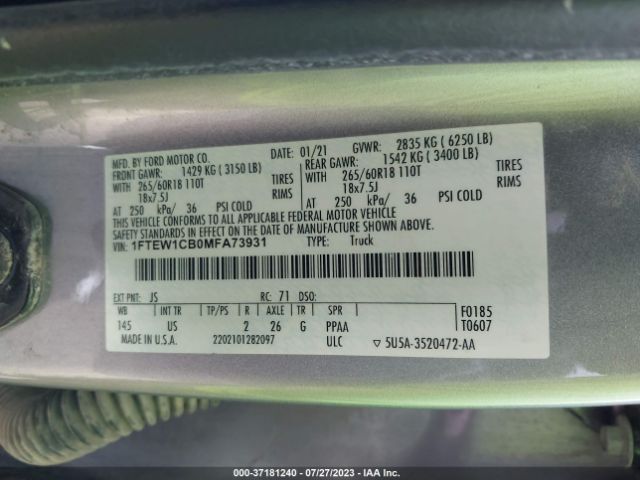 MFD. BY FORD MOTOR CO.
DATE: 01/21 GVWR: 2835 KG ( 6250 LB)
FRONT GAWR: 1429 KG ( 3150 LB) REAR GAWR: 1542 KG ( 3400 LB)
WITH 265/60R18 110T TIRES WITH 265/60R18 110T TIRES
18x7.5J RIMS 18x7.5J RIMS
AT 250 kPa/ 36 PSI COLD AT 250 kPa/ 36 PSI COLD
THIS VEHICLE CONFORMS TO ALL APPLICABLE FEDERAL MOTOR VEHICLE
SAFETY STANDARDS IN EFFECT ON THE DATE OF MANUFACTURE SHOWN ABOVE.
VIN: 1FTEW1CB0MFA73931 TYPE: Truck
EXT PNT: JS RC: 71 DSO:
WB INT TR TP/PS R AXLE TR SPR F0185
145 US 2 26 G PPAA T0607
MADE IN U.S.A. 2202101282097 ULC ▽ 5U5A-3520472-AA
000-37181240 / 07/27/2023 / IAA Inc.